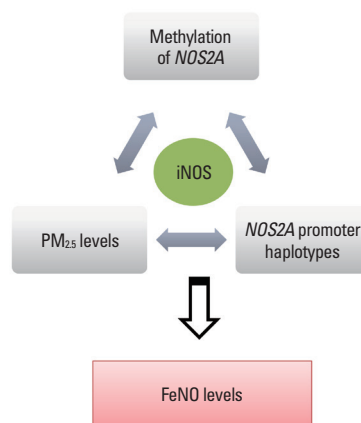 Methylation
of NOS2A
iNOS
PM2.5 levels
NOS2A promoter
haplotypes
FeNO levels